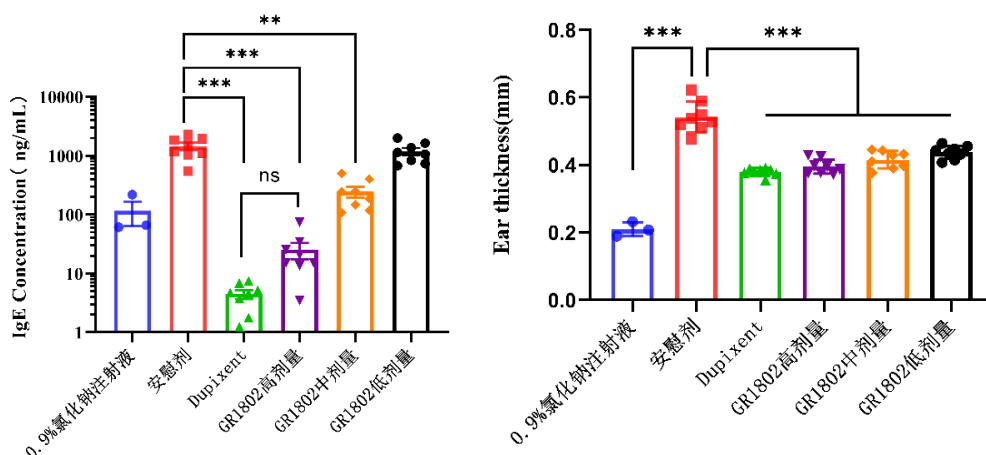 **
***
***
ns
IgE Concentration( ng/mL)
10000
1000
100
10
1
0.9%氯化钠注射液
安慰剂
Dupixent
GR1802高剂量
GR1802中剂量
GR1802低剂量
***
***
Ear thickness(mm)
0.8
0.6
0.4
0.2
0.0
0.9%氯化钠注射液
安慰剂
Dupixent
GR1802高剂量
GR1802中剂量
GR1802低剂量